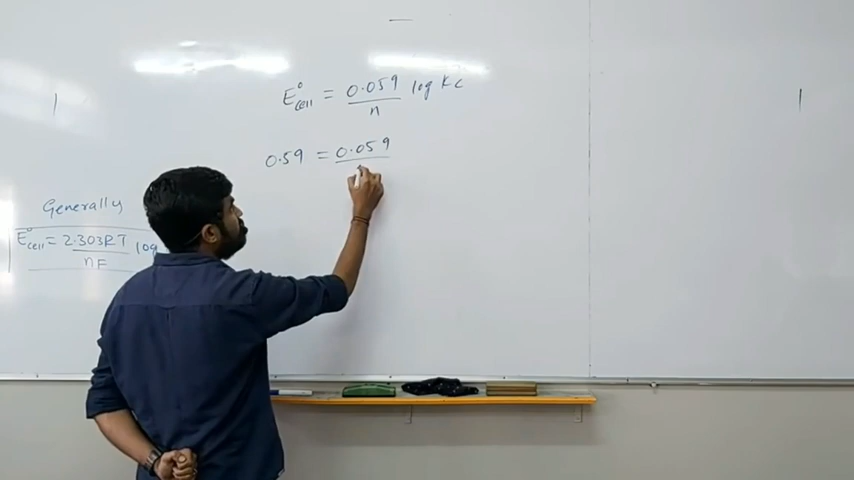 E°cell = 0.059/n log Kc
0.59 = 0.059
Generally
E°cell = 2.303RT/nF log